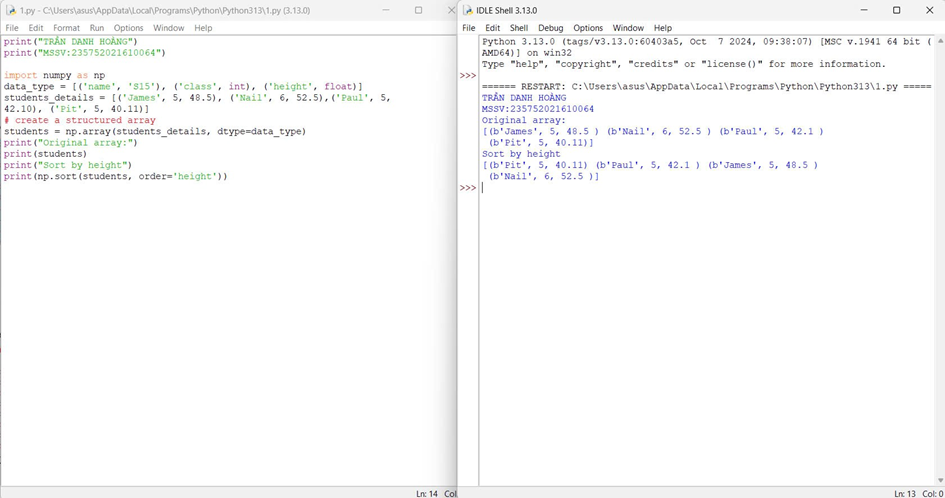 1.py - C:\Users\asus\AppData\Local\Programs\Python\Python313\1.py (3.13.0)
File Edit Format Run Options Window Help
print("TRẦN DANH HOÀNG")
print("MSSV:235752021610064")
import numpy as np
data_type = [('name', 'S15'), ('class', int), ('height', float)]
students_details = [('James', 5, 48.5), ('Nail', 6, 52.5),('Paul', 5,
42.10), ('Pit', 5, 40.11)]
# create a structured array
students = np.array(students_details, dtype=data_type)
print("Original array:")
print(students)
print("Sort by height")
print(np.sort(students, order='height'))
Ln: 14 Col:
IDLE Shell 3.13.0
File Edit Shell Debug Options Window Help
Python 3.13.0 (tags/v3.13.0:60403a5, Oct  7 2024, 09:38:07) [MSC v.1941 64 bit (
AMD64)] on win32
Type "help", "copyright", "credits" or "license()" for more information.
>>>
====== RESTART: C:\Users\asus\AppData\Local\Programs\Python\Python313\1.py =====
TRẦN DANH HOÀNG
MSSV:235752021610064
Original array:
[(b'James', 5, 48.5 ) (b'Nail', 6, 52.5 ) (b'Paul', 5, 42.1 )
(b'Pit', 5, 40.11)]
Sort by height
[(b'Pit', 5, 40.11) (b'Paul', 5, 42.1 ) (b'James', 5, 48.5 )
(b'Nail', 6, 52.5 )]
>>>
Ln: 13 Col: 0